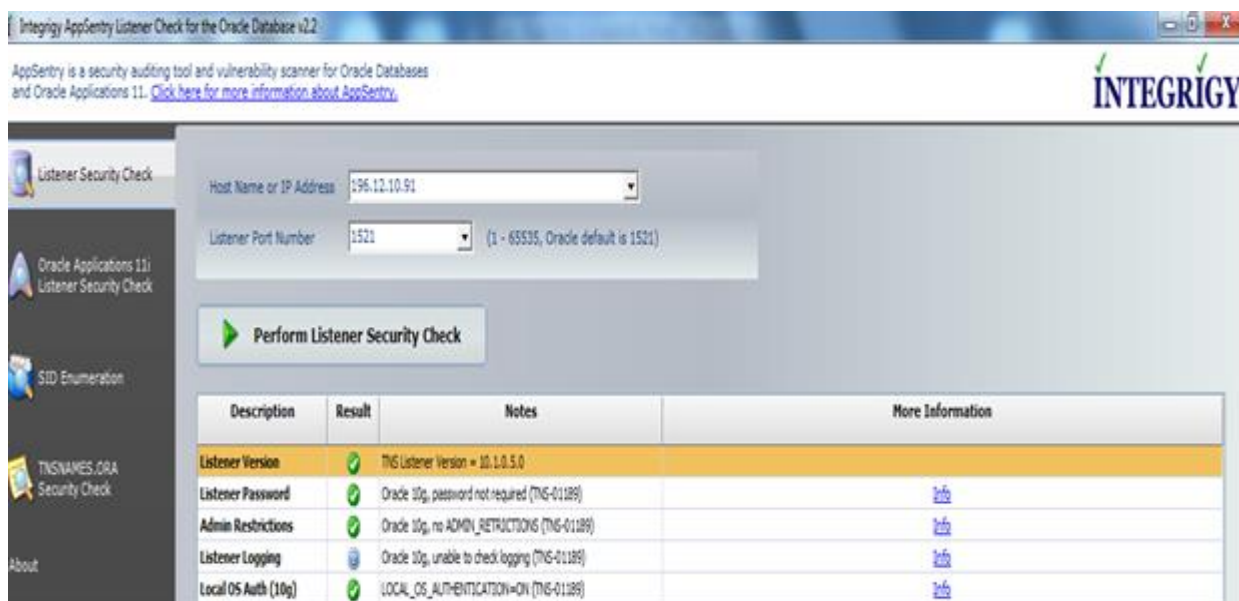 Integrigy AppSentry Listener Check for the Oracle Database v2.2
AppSentry is a security auditing tool and vulnerability scanner for Oracle Databases
and Oracle Applications 11. Click here for more information about AppSentry.
INTEGRIGY
Listener Security Check
Oracle Applications 11i
Listener Security Check
SID Enumeration
TNSNAMES.ORA
Security Check
About
Host Name or IP Address 196.12.10.91
Listener Port Number 1521 (1 - 65535, Oracle default is 1521)
Perform Listener Security Check
Description Result Notes More Information
Listener Version TNS Listener Version = 10.1.0.5.0
Listener Password Oracle 10g, password not required (TNS-01189) Info
Admin Restrictions Oracle 10g, no ADMIN_RETRICTIONS (TNS-01189) Info
Listener Logging Oracle 10g, unable to check logging (TNS-01189) Info
Local OS Auth (10g) LOCAL_OS_AUTHENTICATION=ON (TNS-01189) Info